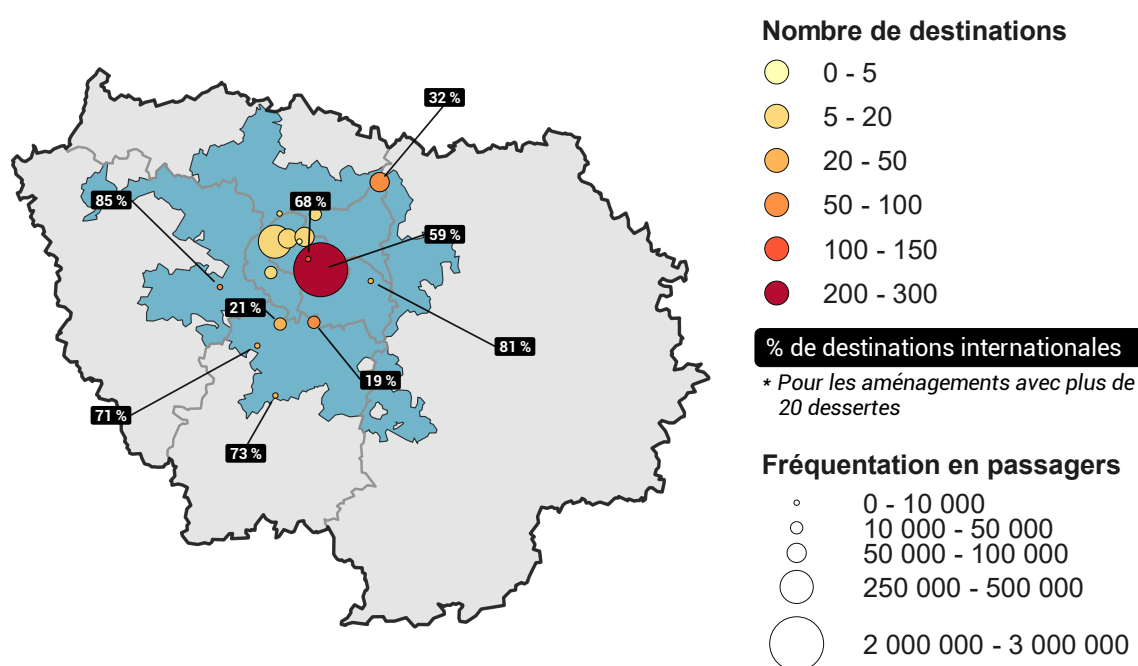 32 %
85 %
68 %
59 %
21 %
81 %
19 %
71 %
73 %
Nombre de destinations
0 - 5
5 - 20
20 - 50
50 - 100
100 - 150
200 - 300
% de destinations internationales
* Pour les aménagements avec plus de
20 dessertes
Fréquentation en passagers
0 - 10 000
10 000 - 50 000
50 000 - 100 000
250 000 - 500 000
2 000 000 - 3 000 000